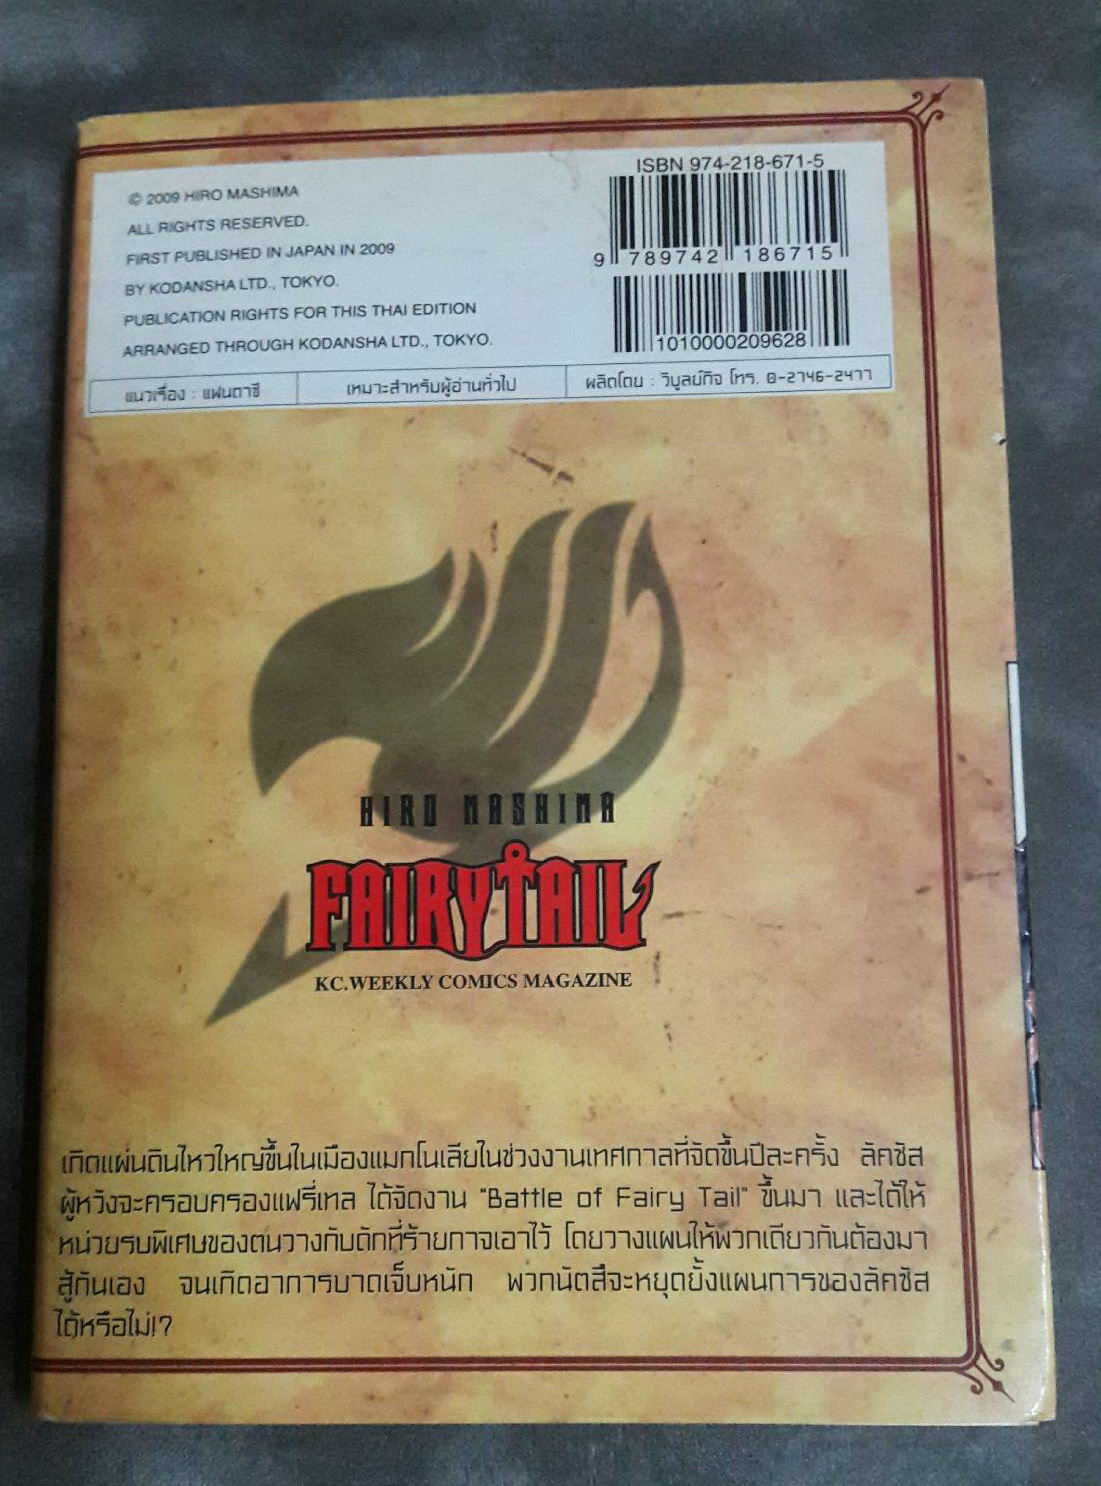 © 2009 HIRO MASHIMA
ALL RIGHTS RESERVED.
FIRST PUBLISHED IN JAPAN IN 2009
BY KODANSHA LTD., TOKYO.
PUBLICATION RIGHTS FOR THIS THAI EDITION
ARRANGED THROUGH KODANSHA LTD., TOKYO.
ISBN 974-218-671-5
9 789742 186715
1010000209628
แนวเรื่อง : แฟนตาซี
เหมาะสำหรับผู้อ่านทั่วไป
ผลิตโดย : วิบูลย์กิจ โทร. 0-2746-2477
HIRO MASHIMA
FAIRY TAIL
KC.WEEKLY COMICS MAGAZINE
เกิดแผ่นดินไหวใหญ่ขึ้นในเมืองแมกโนเลียในช่วงงานเทศกาลที่จัดขึ้นปีละครั้ง ลัคซัส
ผู้หวังจะครอบครองแฟรี่เทล ได้จัดงาน "Battle of Fairy Tail" ขึ้นมา และได้ให้
หน่วยรบพิเศษของตนวางกับดักที่ร้ายกาจเอาไว้ โดยวางแผนให้พวกเดียวกันต้องมา
สู้กันเอง จนเกิดอาการบาดเจ็บหนัก พวกนัตสึจะหยุดยั้งแผนการของลัคซัส
ได้หรือไม่!?